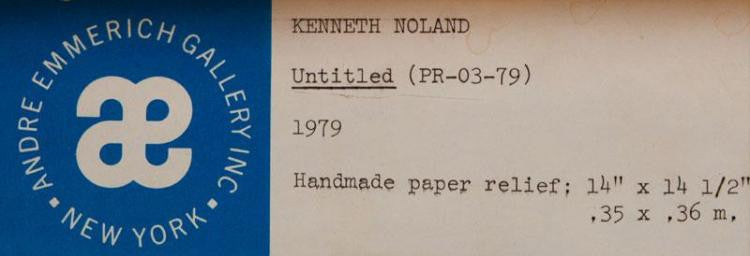 ANDRE EMMERICH GALLERY INC
• NEW YORK •
æ
KENNETH NOLAND
Untitled (PR-03-79)
1979
Handmade paper relief; 14" x 14 1/2"
.35 x .36 m.